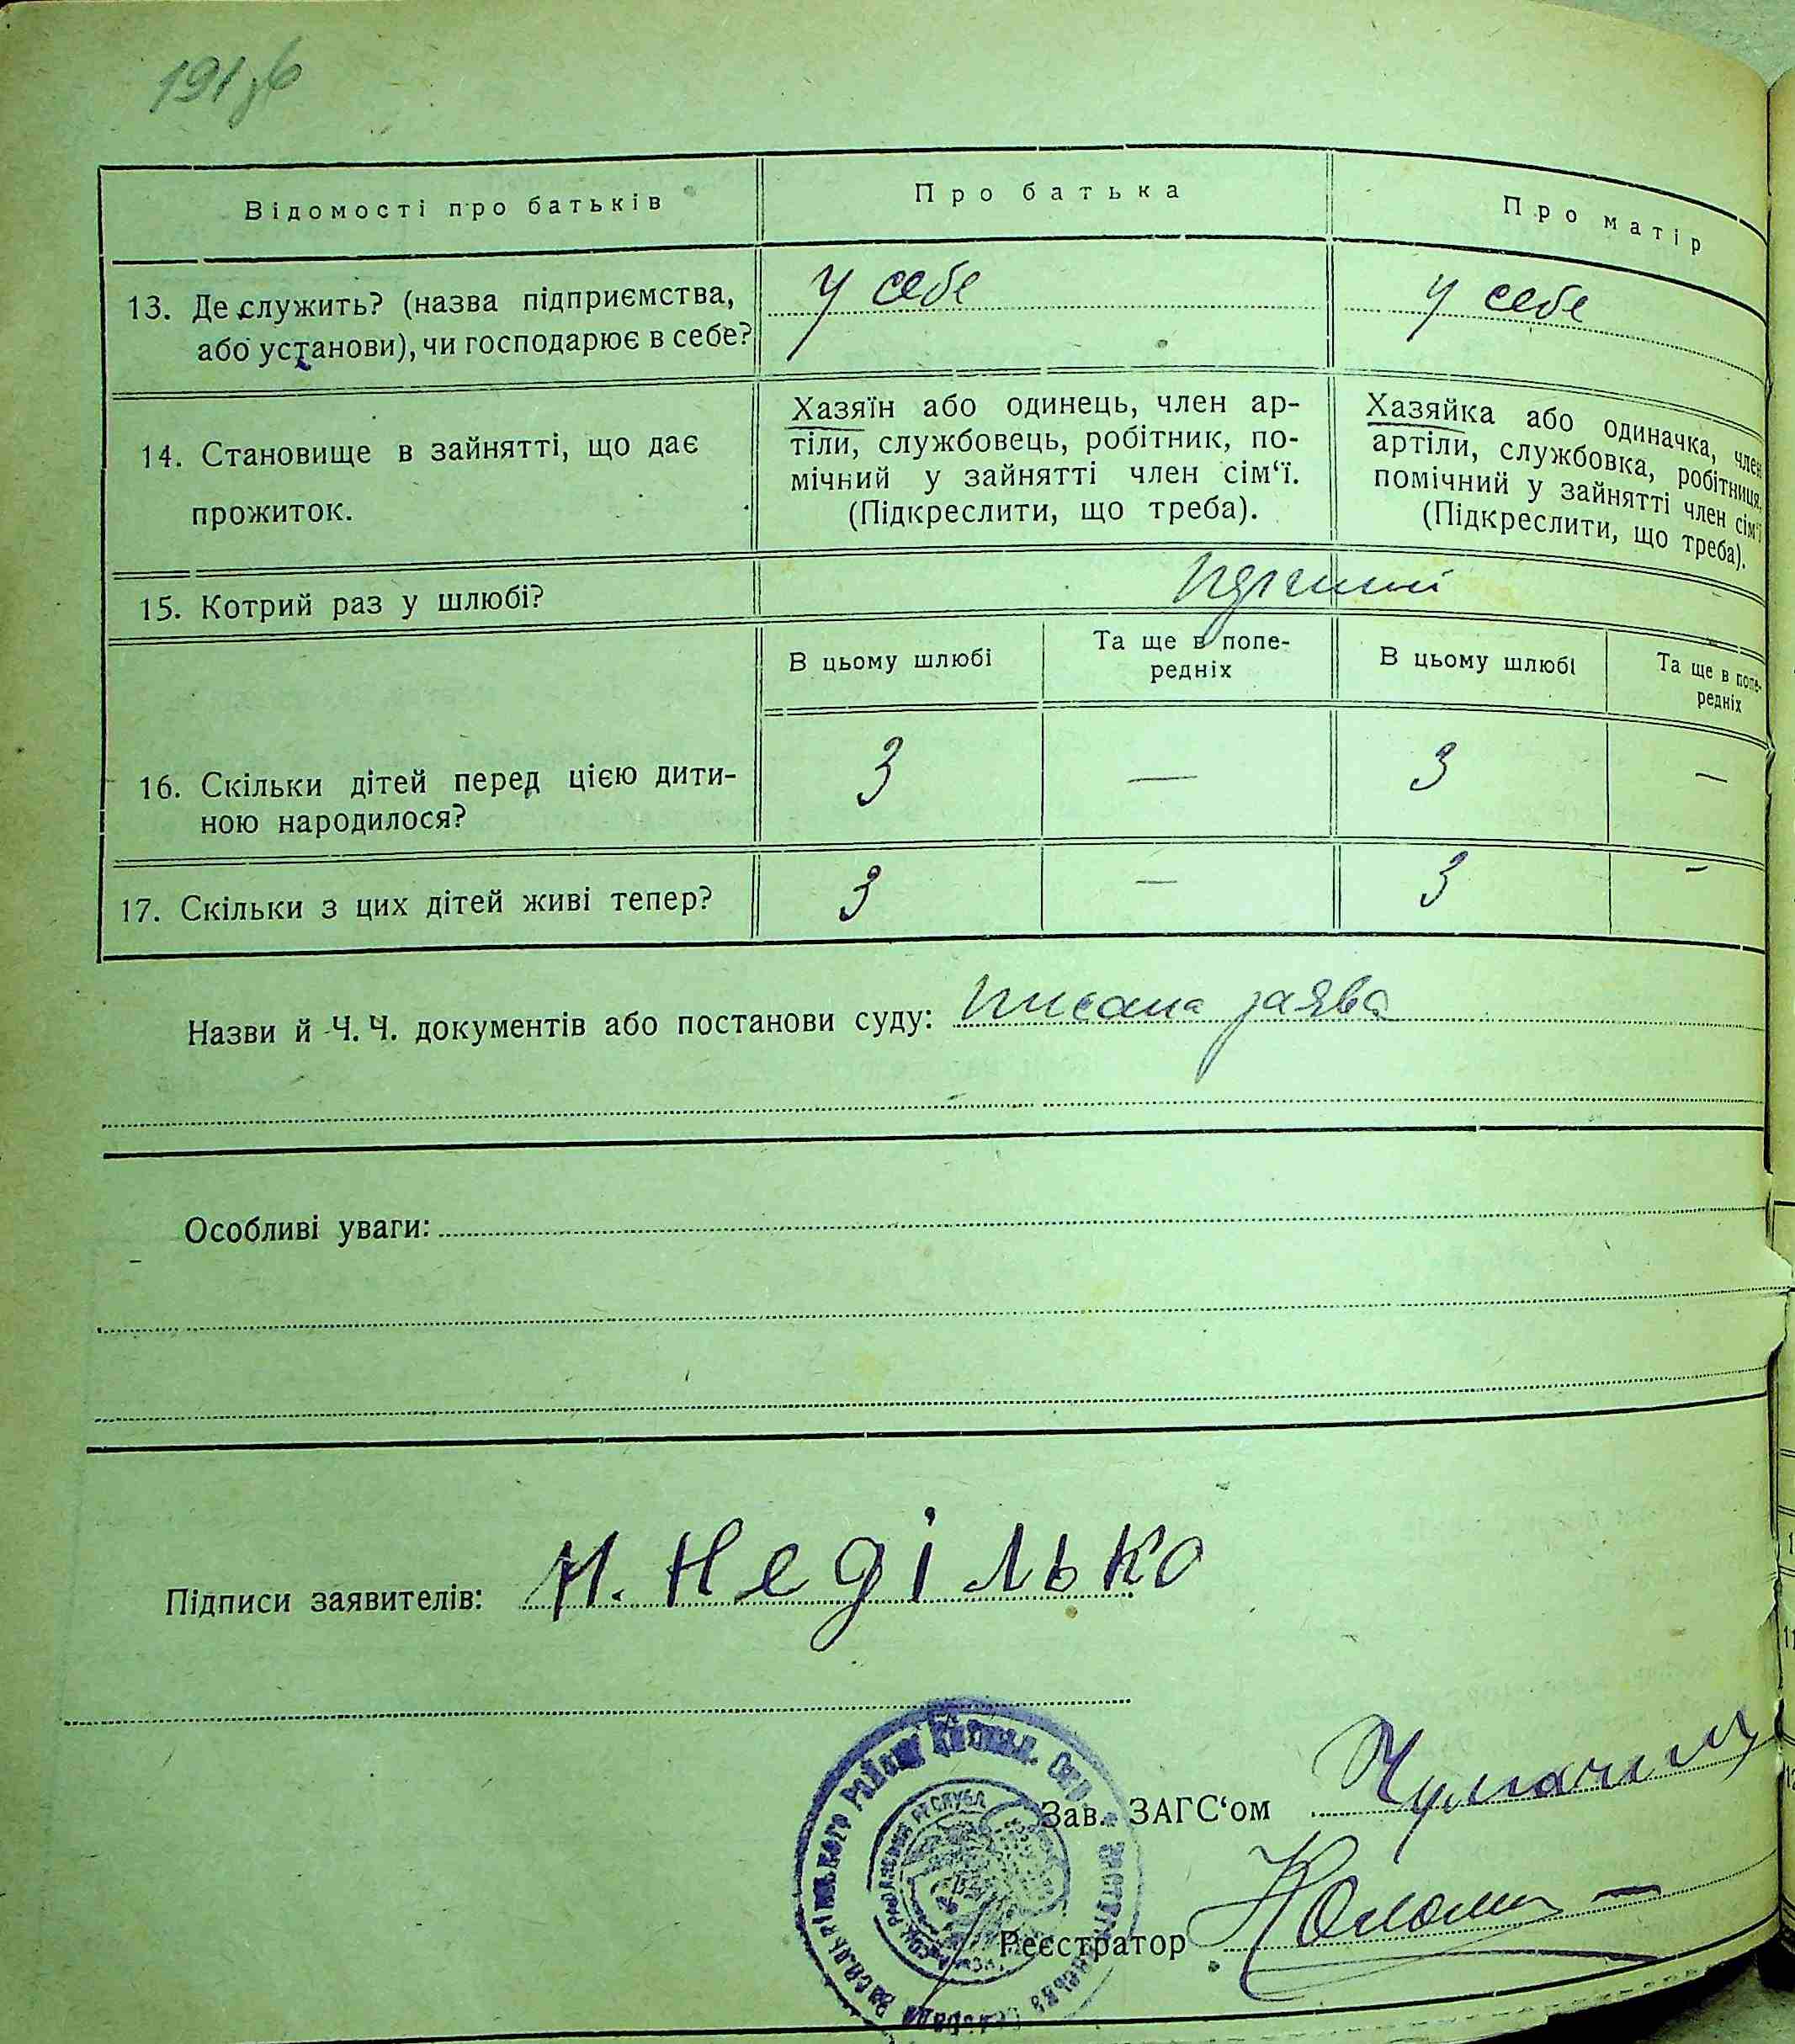 191 зв
Відомості про батьків
Про батька
Про матір
13. Де служить? (назва підприємства,
або установи), чи господарює в себе?
У себе
У себе
14. Становище в зайнятті, що дає
прожиток.
Хазяїн або одинець, член ар-
тіли, службовець, робітник, по-
мічний у зайнятті член сім‘ї.
(Підкреслити, що треба).
Хазяйка або одиначка, член
артіли, службовка, робітниця,
помічний у зайнятті член сім‘ї
(Підкреслити, що треба).
15. Котрий раз у шлюбі?
В цьому шлюбі
Та ще в попе-
редніх
В цьому шлюбі
Та ще в попе-
редніх
16. Скільки дітей перед цією дити-
ною народилося?
3 — 3 —
17. Скільки з цих дітей живі тепер?
3 — 3 —
Назви й Ч. Ч. документів або постанови суду: писана заява
Особливі уваги:
Підписи заявителів: М. Неділько
Зав. ЗАГС‘ом
Реєстратор